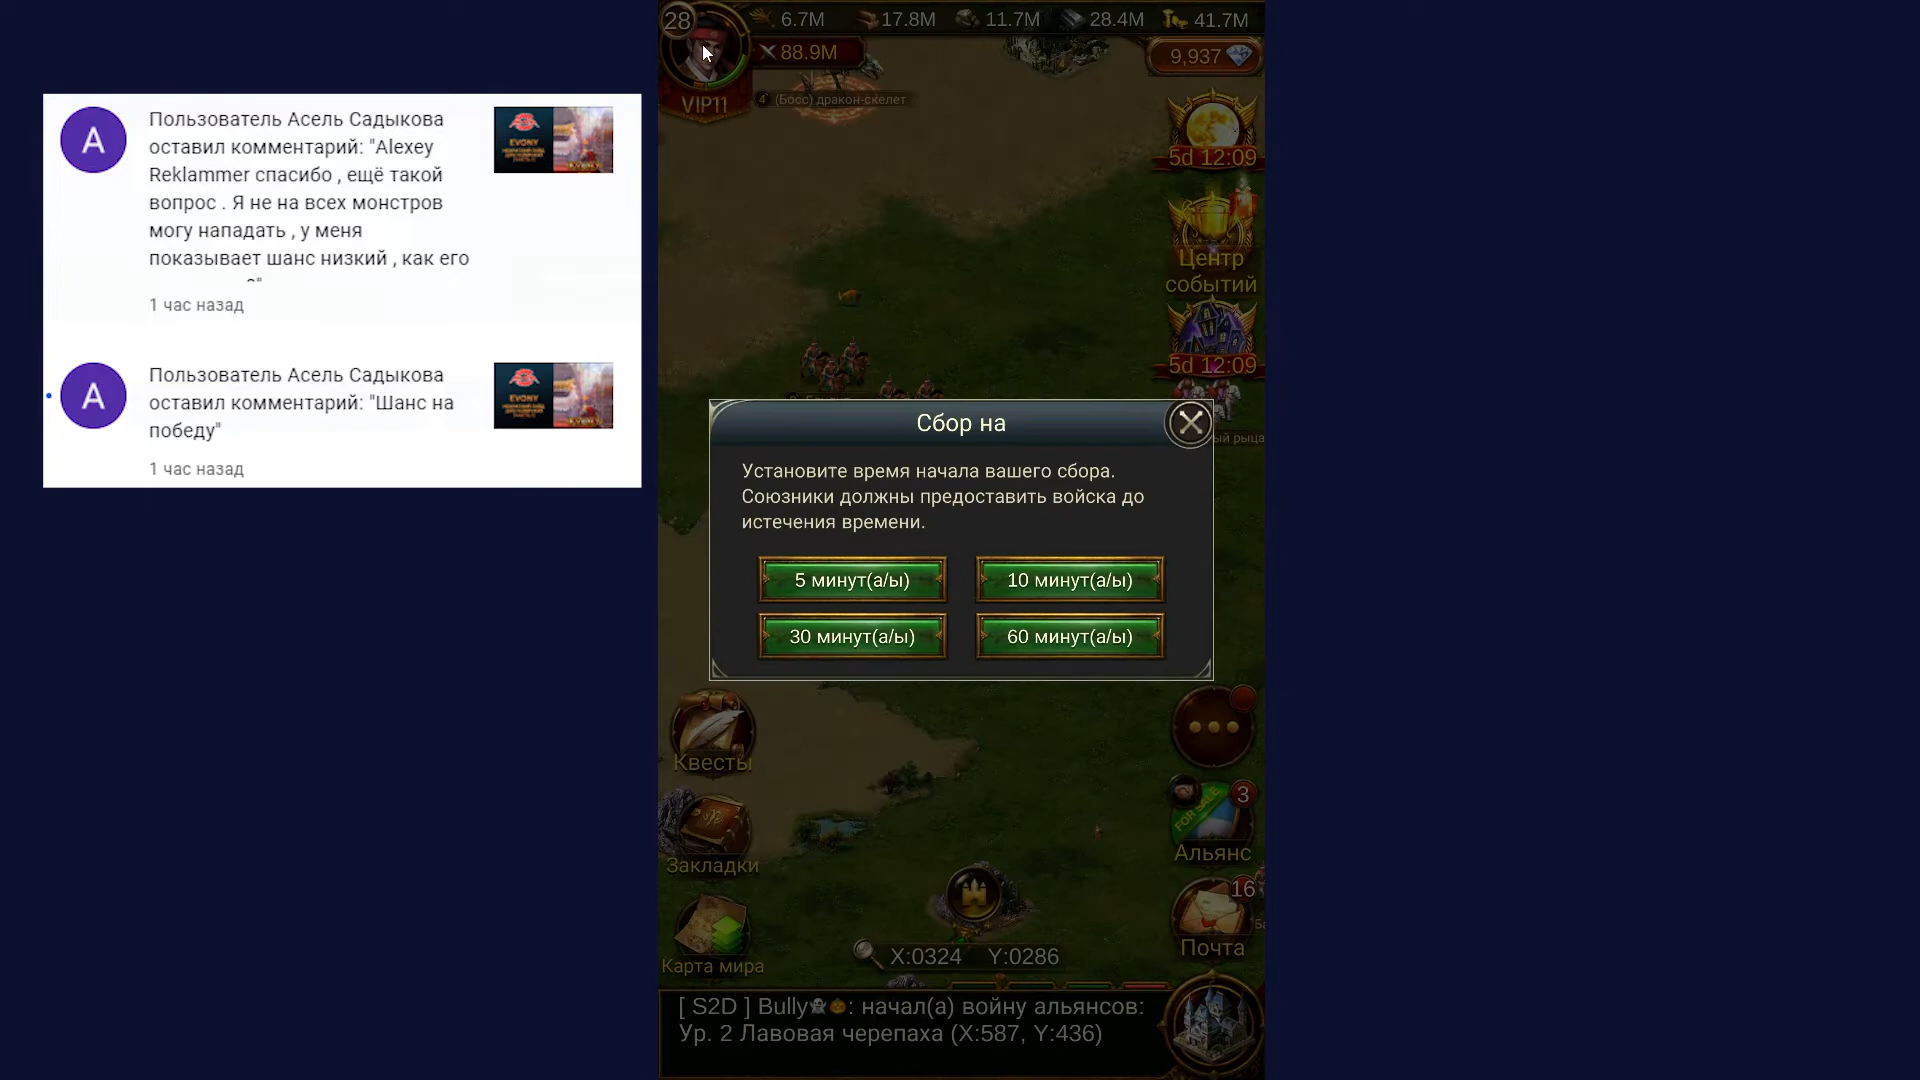 Пользователь Асель Садыкова
оставил комментарий: "Alexey
Reklammer спасибо , ещё такой
вопрос . Я не на всех монстров
могу нападать , у меня
показывает шанс низкий , как его
1 час назад
A
EVONY
Пользователь Асель Садыкова
оставил комментарий: "Шанс на
победу"
1 час назад
A
EVONY
28
6.7M
17.8M
11.7M
28.4M
41.7M
88.9M
9,937
VIP11
4 (Босс) дракон-скелет
5d 12:09
Центр
событий
5d 12:09
Сбор на
Установите время начала вашего сбора.
Союзники должны предоставить войска до
истечения времени.
5 минут(а/ы)
10 минут(а/ы)
30 минут(а/ы)
60 минут(а/ы)
Квесты
FOR SALE
3
Альянс
Закладки
16
Почта
Карта мира
X:0324 Y:0286
[ S2D ] Bully👻🎃: начал(а) войну альянсов:
Ур. 2 Лавовая черепаха (X:587, Y:436)